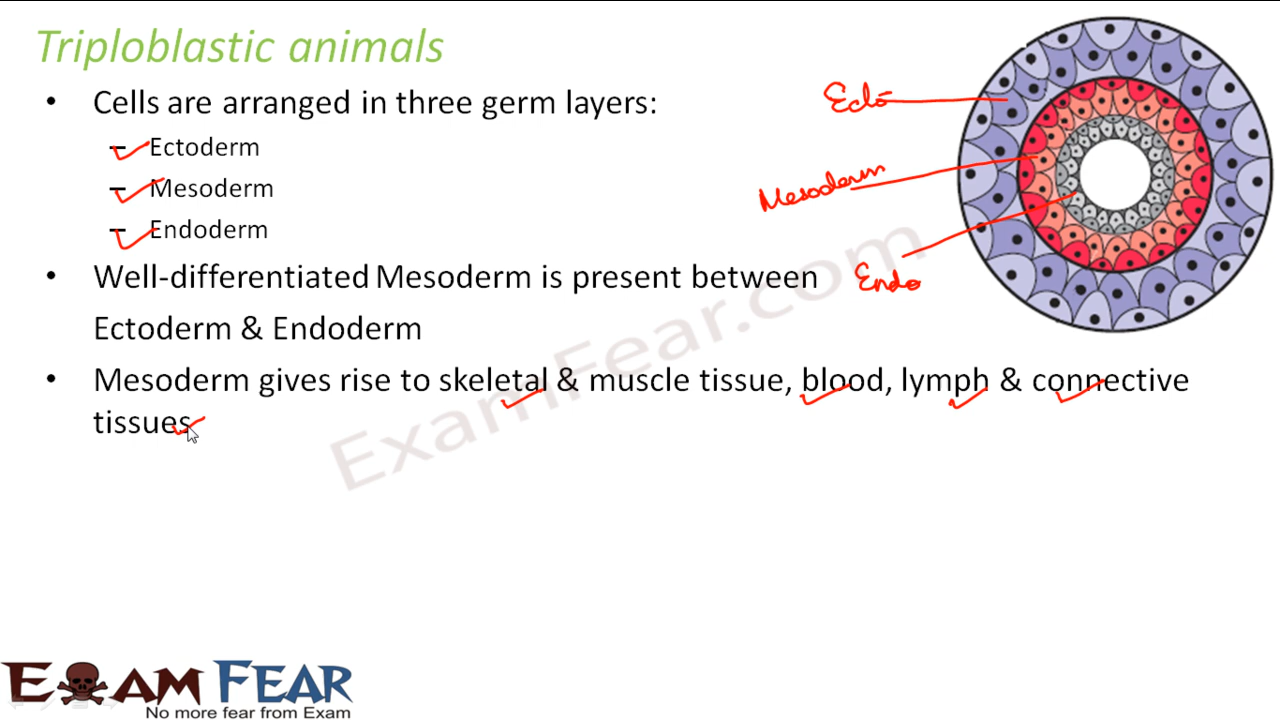 Triploblastic animals
• Cells are arranged in three germ layers:
– Ectoderm
– Mesoderm
– Endoderm
• Well-differentiated Mesoderm is present between
Ectoderm & Endoderm
• Mesoderm gives rise to skeletal & muscle tissue, blood, lymph & connective
tissues
Ecto
Mesoderm
Endo
ExamFear.com
EXAM FEAR
No more fear from Exam